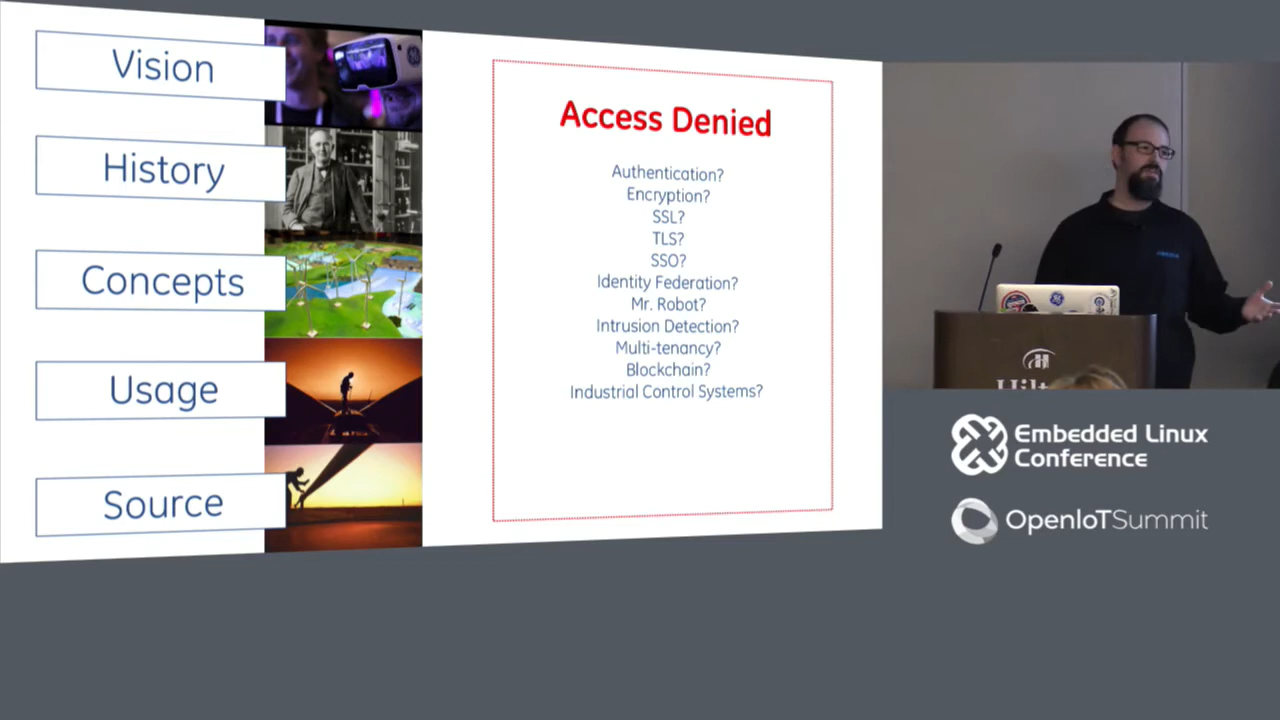 Vision
History
Concepts
Usage
Source
Access Denied
Authentication?
Encryption?
SSL?
TLS?
SSO?
Identity Federation?
Mr. Robot?
Intrusion Detection?
Multi-tenancy?
Blockchain?
Industrial Control Systems?
Embedded Linux
Conference
OpenIoTSummit